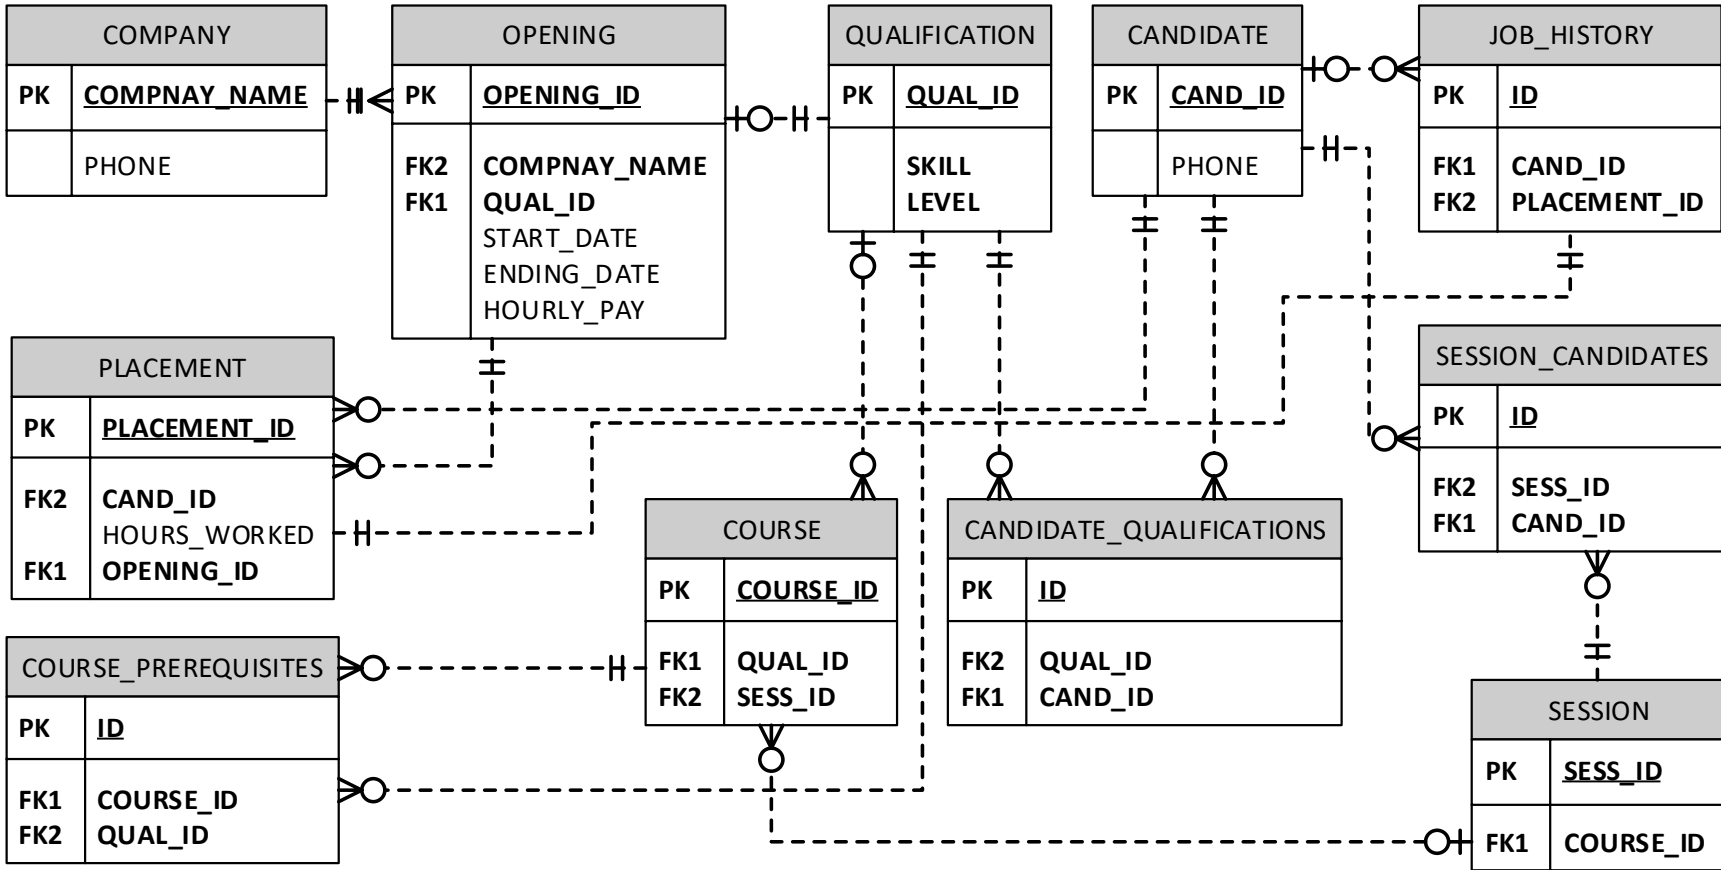 COMPANY
PK COMPNAY_NAME
PHONE
OPENING
PK OPENING_ID
FK2 COMPNAY_NAME
FK1 QUAL_ID
START_DATE
ENDING_DATE
HOURLY_PAY
QUALIFICATION
PK QUAL_ID
SKILL
LEVEL
CANDIDATE
PK CAND_ID
PHONE
JOB_HISTORY
PK ID
FK1 CAND_ID
FK2 PLACEMENT_ID
PLACEMENT
PK PLACEMENT_ID
FK2 CAND_ID
HOURS_WORKED
FK1 OPENING_ID
SESSION_CANDIDATES
PK ID
FK2 SESS_ID
FK1 CAND_ID
COURSE
PK COURSE_ID
FK1 QUAL_ID
FK2 SESS_ID
CANDIDATE_QUALIFICATIONS
PK ID
FK2 QUAL_ID
FK1 CAND_ID
COURSE_PREREQUISITES
PK ID
FK1 COURSE_ID
FK2 QUAL_ID
SESSION
PK SESS_ID
FK1 COURSE_ID